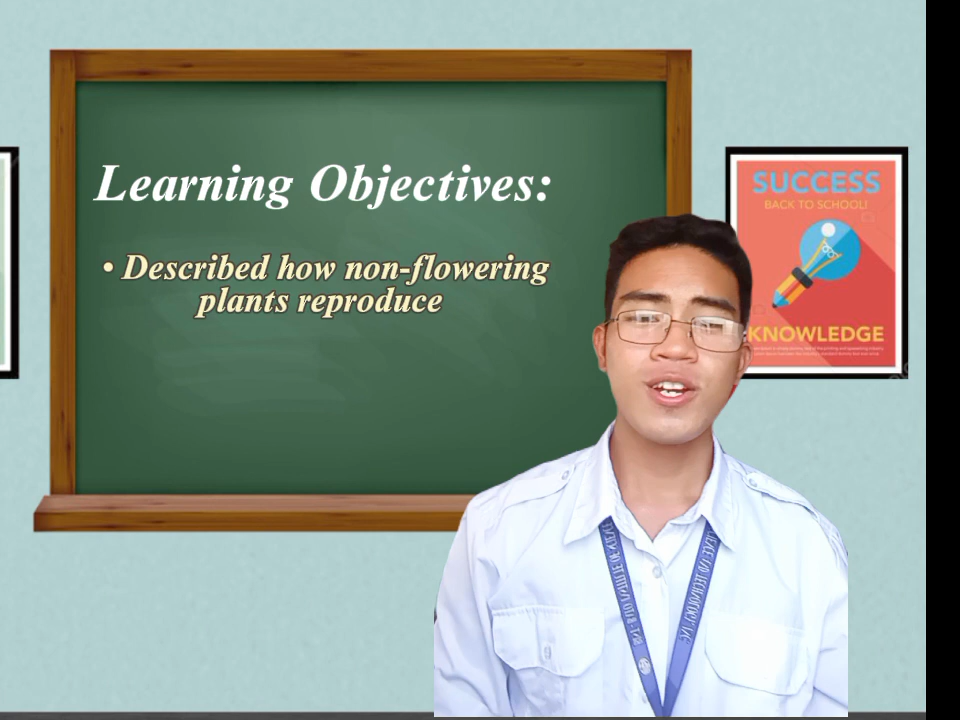 Learning Objectives:
• Described how non-flowering
plants reproduce
SUCCESS
BACK TO SCHOOL!
KNOWLEDGE